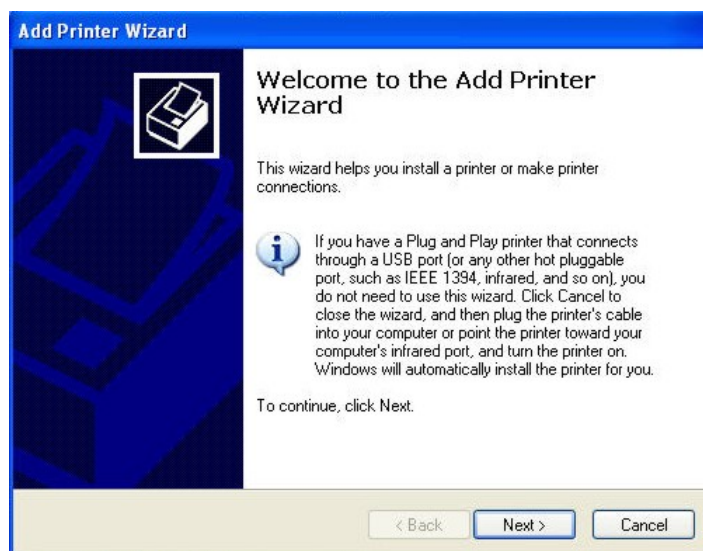 Add Printer Wizard
Welcome to the Add Printer
Wizard
This wizard helps you install a printer or make printer
connections.
If you have a Plug and Play printer that connects
through a USB port (or any other hot pluggable
port, such as IEEE 1394, infrared, and so on), you
do not need to use this wizard. Click Cancel to
close the wizard, and then plug the printer's cable
into your computer or point the printer toward your
computer's infrared port, and turn the printer on.
Windows will automatically install the printer for you.
To continue, click Next.
< Back Next > Cancel